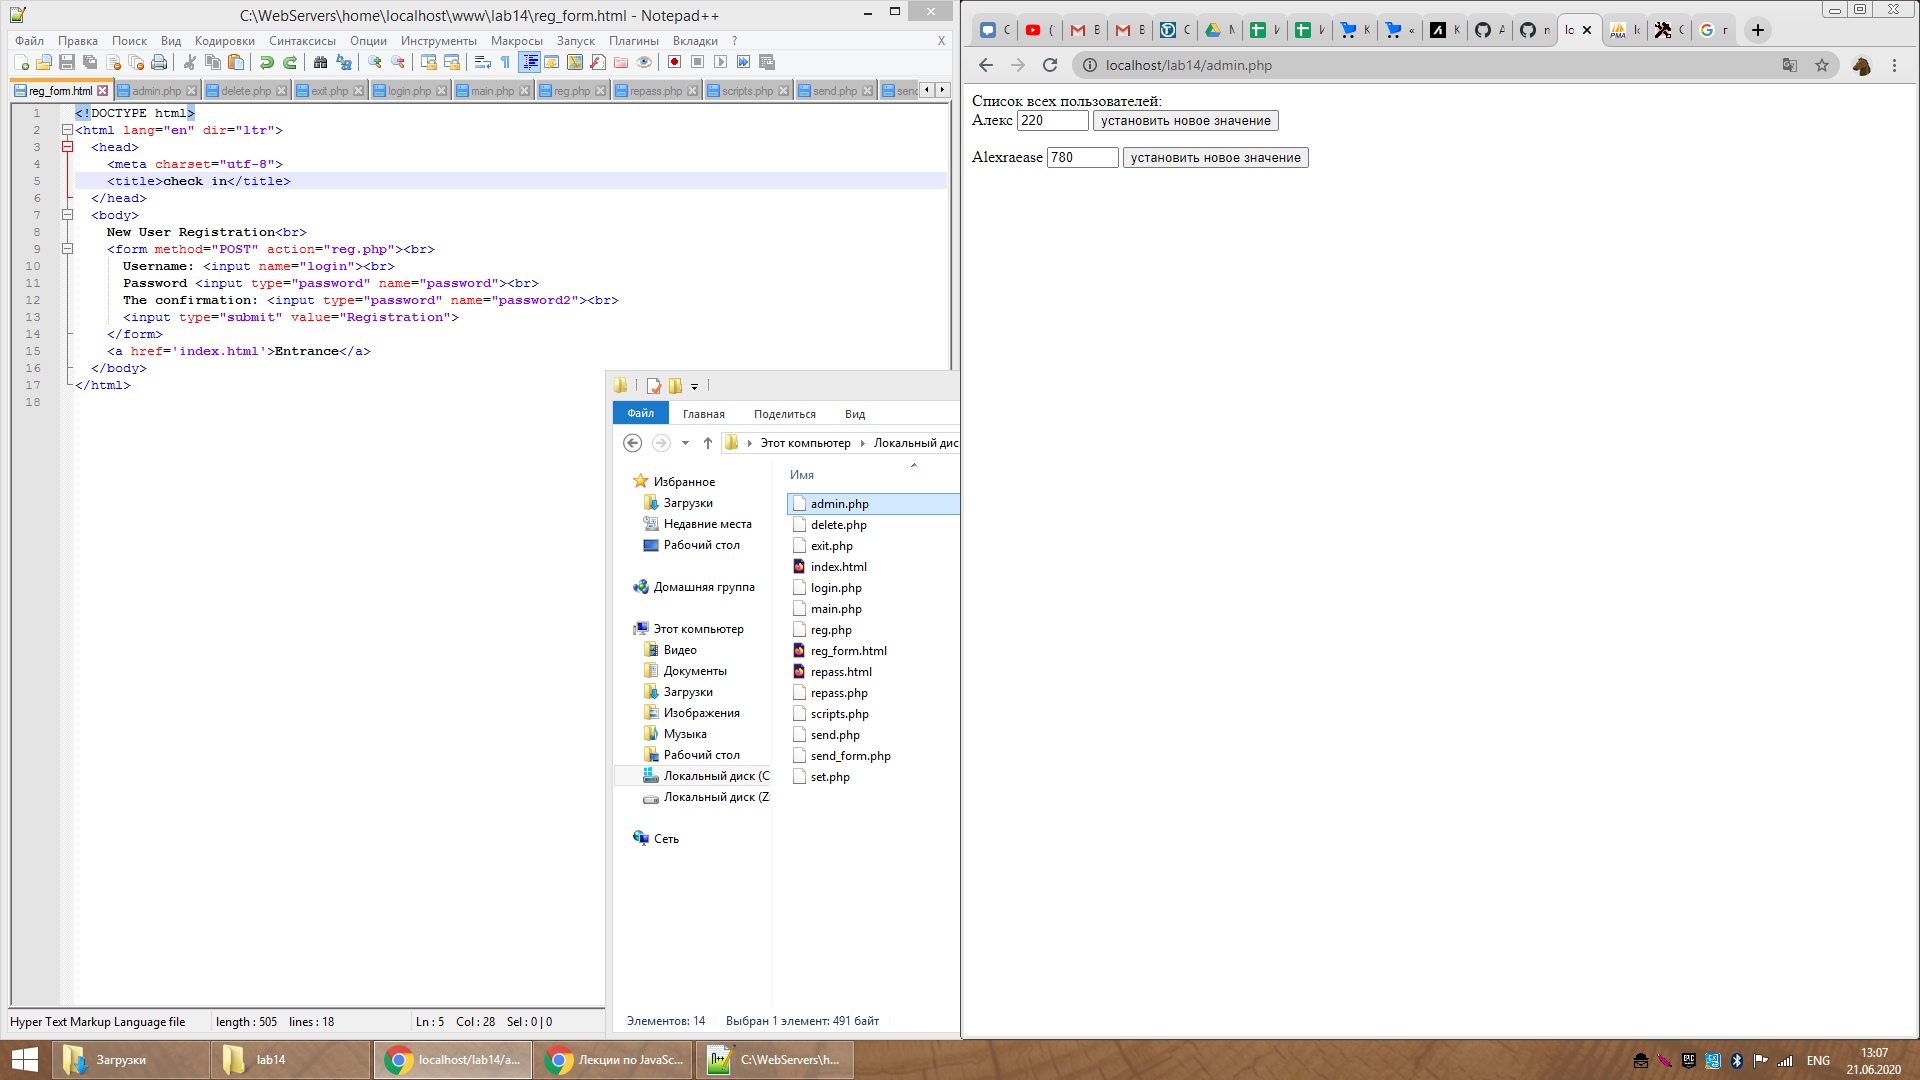 C:\WebServers\home\localhost\www\lab14\reg_form.html - Notepad++
Файл Правка Поиск Вид Кодировки Синтаксисы Опции Инструменты Макросы Запуск Плагины Вкладки ? X
reg_form.html admin.php delete.php exit.php login.php main.php reg.php repass.php scripts.php send.php senc
1 <!DOCTYPE html>
2 <html lang="en" dir="ltr">
3 <head>
4 <meta charset="utf-8">
5 <title>check in</title>
6 </head>
7 <body>
8 New User Registration<br>
9 <form method="POST" action="reg.php"><br>
10 Username: <input name="login"><br>
11 Password <input type="password" name="password"><br>
12 The confirmation: <input type="password" name="password2"><br>
13 <input type="submit" value="Registration">
14 </form>
15 <a href='index.html'>Entrance</a>
16 </body>
17 </html>
18
Hyper Text Markup Language file length : 505 lines : 18 Ln : 5 Col : 28 Sel : 0 | 0
Файл Главная Поделиться Вид
Этот компьютер Локальный дис
Избранное
Загрузки
Недавние места
Рабочий стол
Домашняя группа
Этот компьютер
Видео
Документы
Загрузки
Изображения
Музыка
Рабочий стол
Локальный диск (C
Локальный диск (Z
Сеть
Имя
admin.php
delete.php
exit.php
index.html
login.php
main.php
reg.php
reg_form.html
repass.html
repass.php
scripts.php
send.php
send_form.php
set.php
Элементов: 14 Выбран 1 элемент: 491 байт
localhost/lab14/admin.php
Список всех пользователей:
Алекс 220 установить новое значение
Alexraease 780 установить новое значение
Загрузки lab14 localhost/lab14/a... Лекции по JavaSc... C:\WebServers\h...
ENG
13:07
21.06.2020